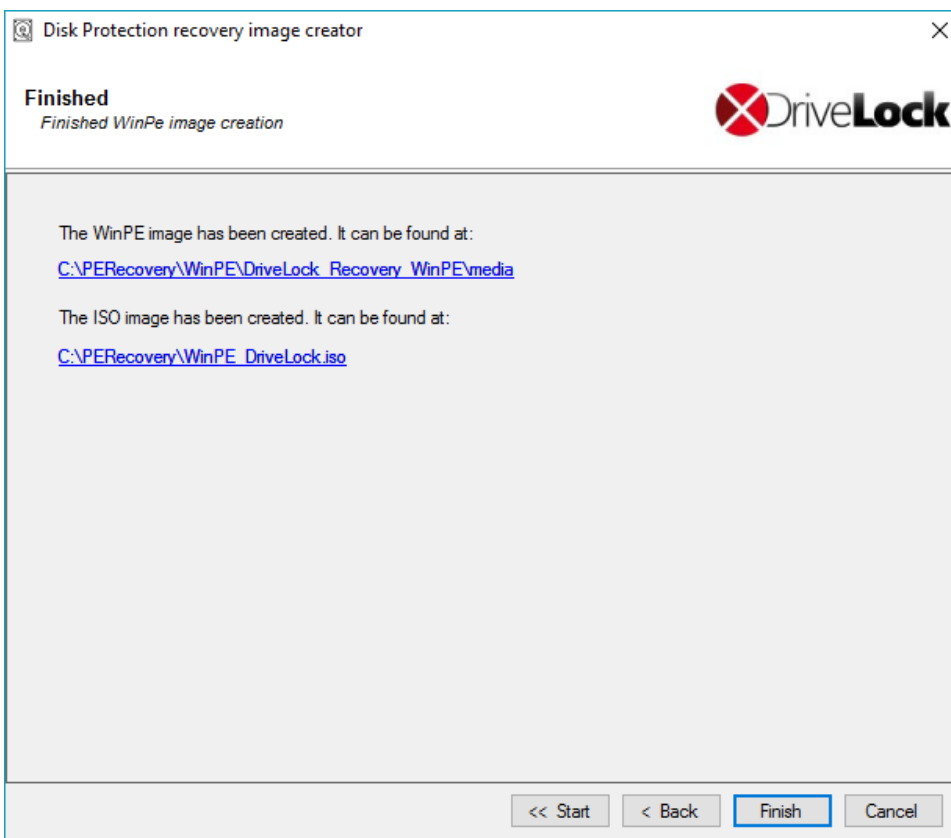 Disk Protection recovery image creator
Finished
Finished WinPe image creation
DriveLock
The WinPE image has been created. It can be found at:
C:\PERecovery\WinPE\DriveLock_Recovery_WinPE\media
The ISO image has been created. It can be found at:
C:\PERecovery\WinPE_DriveLock.iso
<< Start
< Back
Finish
Cancel